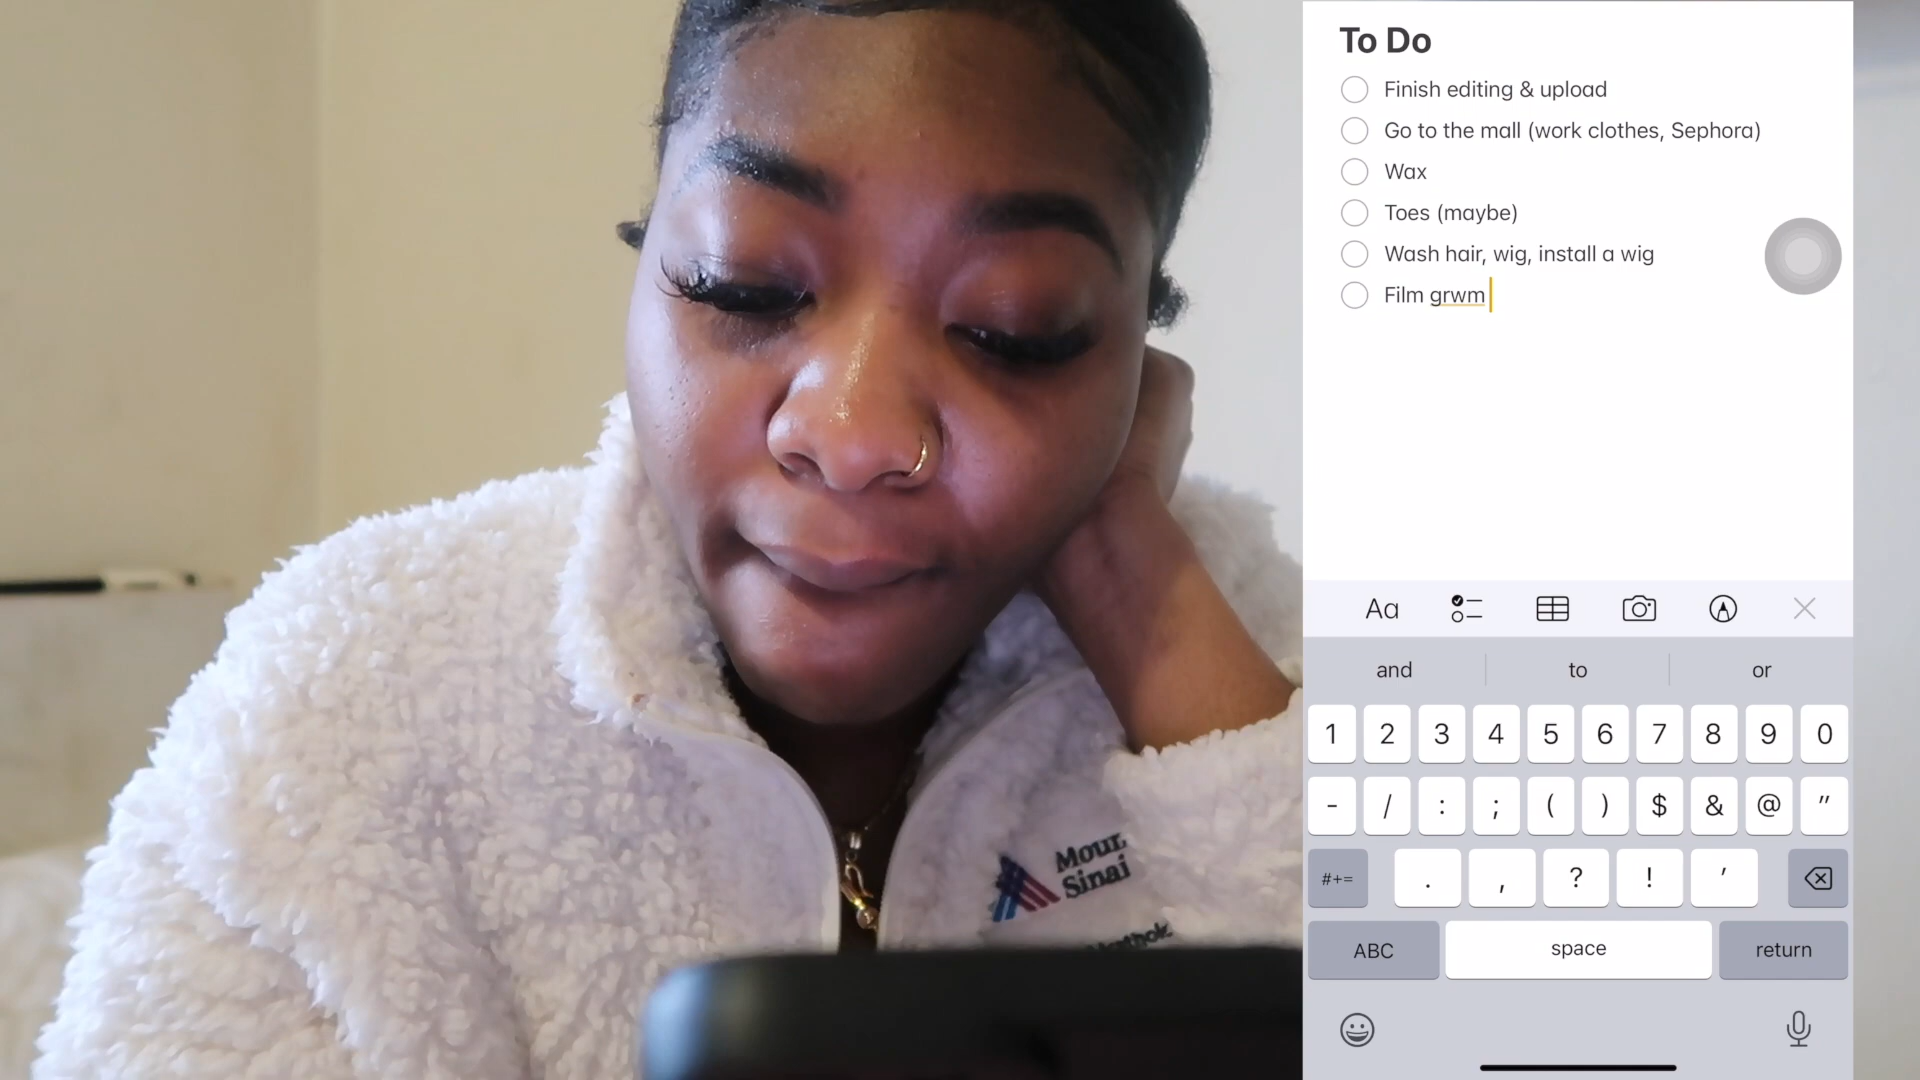 To Do
Finish editing & upload
Go to the mall (work clothes, Sephora)
Wax
Toes (maybe)
Wash hair, wig, install a wig
Film grwm
Aa
and to or
1 2 3 4 5 6 7 8 9 0
- / : ; ( ) $ & @ "
#+= . , ? ! '
ABC space return
Sinai